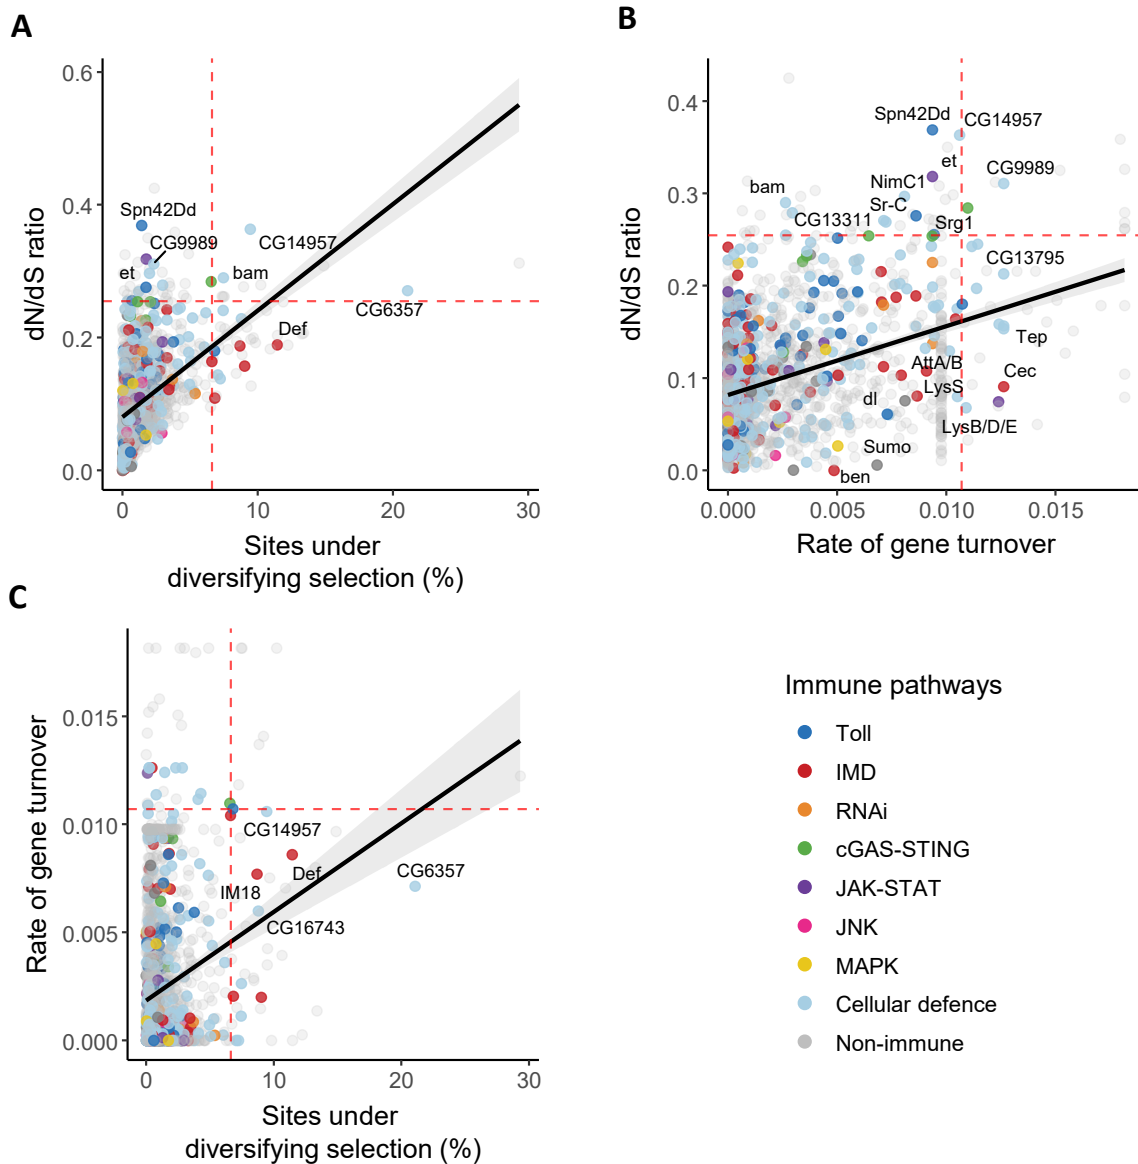 A
0.6
0.4
0.2
0.0
dN/dS ratio
Spn42Dd
CG9989
et
CG14957
bam
CG6357
Def
0
10
20
30
Sites under
diversifying selection (%)
B
0.4
0.3
0.2
0.1
0.0
dN/dS ratio
Spn42Dd
CG14957
et
CG9989
NimC1
bam
Sr-C
CG13311
Srg1
CG13795
Tep
AttA/B
Cec
LysS
dl
LysB/D/E
Sumo
ben
0.000
0.005
0.010
0.015
Rate of gene turnover
C
0.015
0.010
0.005
0.000
Rate of gene turnover
CG14957
Def
CG6357
IM18
CG16743
0
10
20
30
Sites under
diversifying selection (%)
Immune pathways
Toll
IMD
RNAi
cGAS-STING
JAK-STAT
JNK
MAPK
Cellular defence
Non-immune